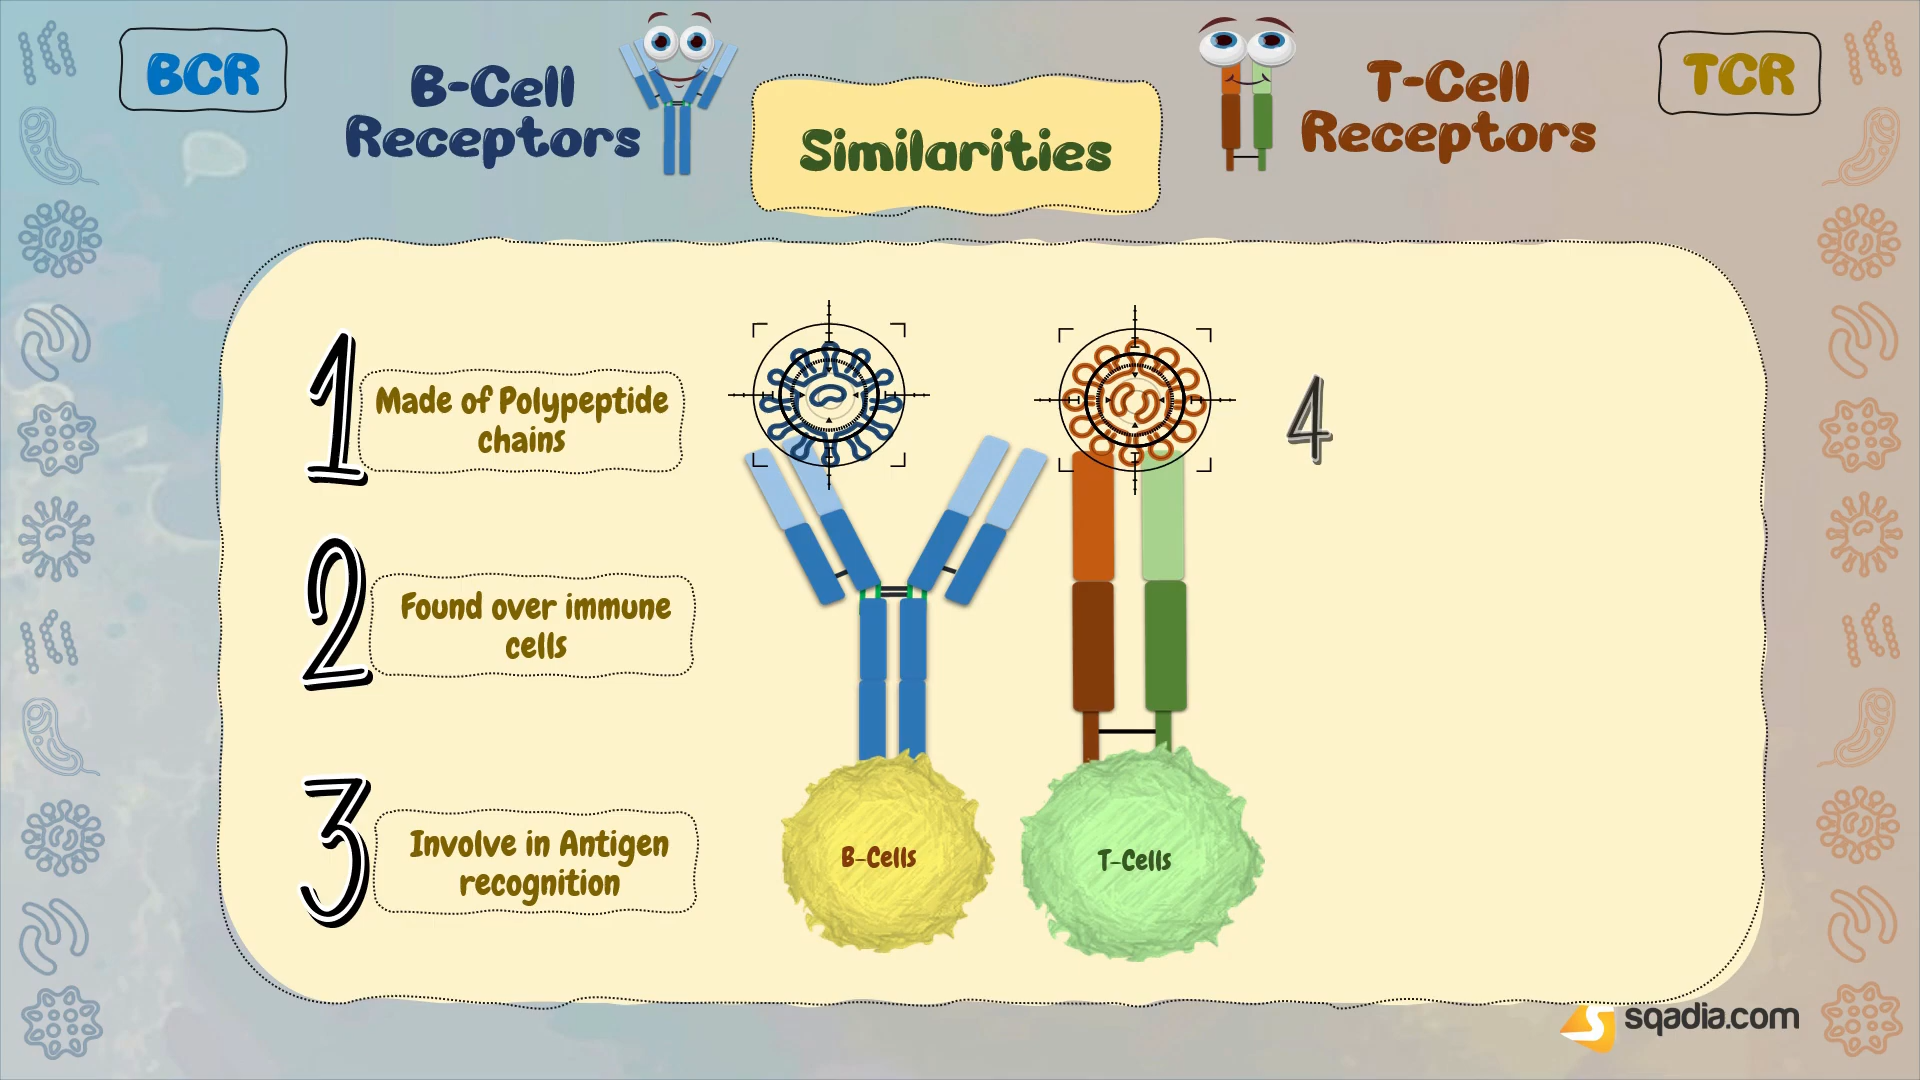 BCR
B-Cell
Receptors
Similarities
T-Cell
Receptors
TCR
1
Made of Polypeptide
chains
2
Found over immune
cells
3
Involve in Antigen
recognition
B-Cells
T-Cells
4
sqadia.com